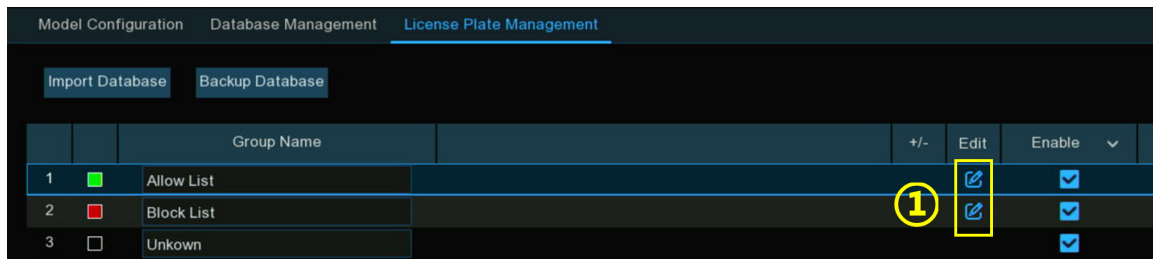 Model Configuration Database Management License Plate Management
Import Database Backup Database
Group Name +/- Edit Enable
1 Allow List
①
2 Block List
3 Unkown